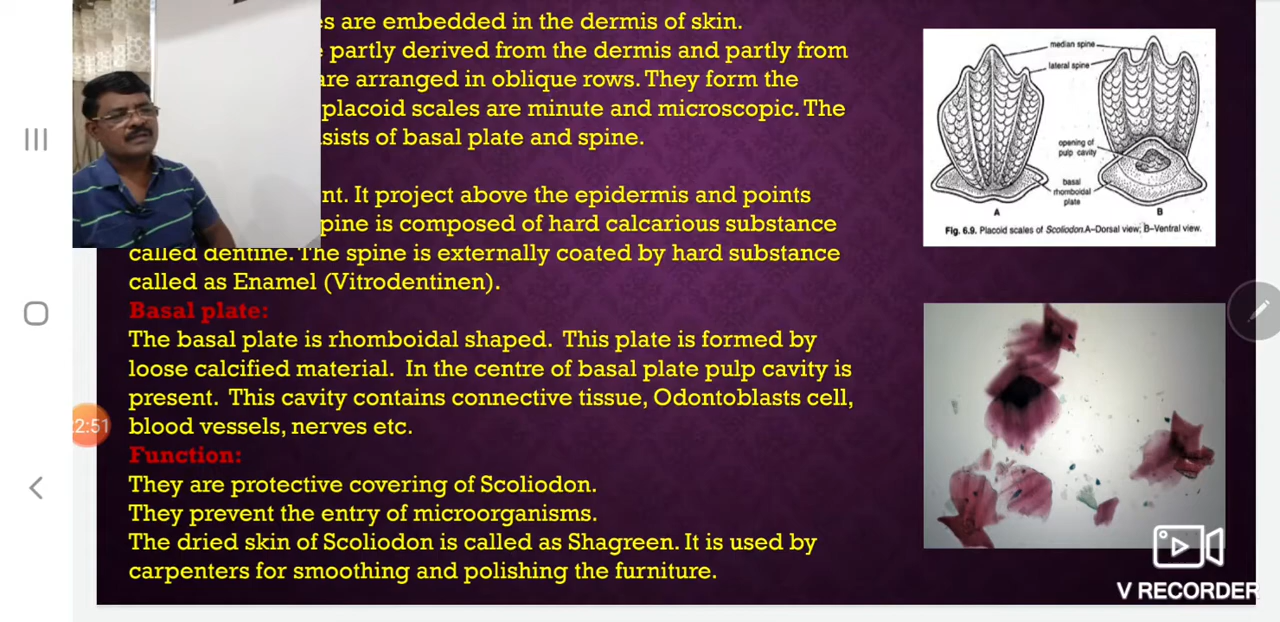 s are embedded in the dermis of skin.
partly derived from the dermis and partly from
are arranged in oblique rows. They form the
placoid scales are minute and microscopic. The
sists of basal plate and spine.
nt. It project above the epidermis and points
pine is composed of hard calcarious substance
called dentine. The spine is externally coated by hard substance
called as Enamel (Vitrodentinen).
Basal plate:
The basal plate is rhomboidal shaped. This plate is formed by
loose calcified material. In the centre of basal plate pulp cavity is
present. This cavity contains connective tissue, Odontoblasts cell,
blood vessels, nerves etc.
Function:
They are protective covering of Scoliodon.
They prevent the entry of microorganisms.
The dried skin of Scoliodon is called as Shagreen. It is used by
carpenters for smoothing and polishing the furniture.
median spine
lateral spine
opening of
pulp cavity
basal
rhomboidal
plate
A
B
Fig. 6.9. Placoid scales of Scoliodon.A-Dorsal view; B-Ventral view.
2:51
V RECORDER